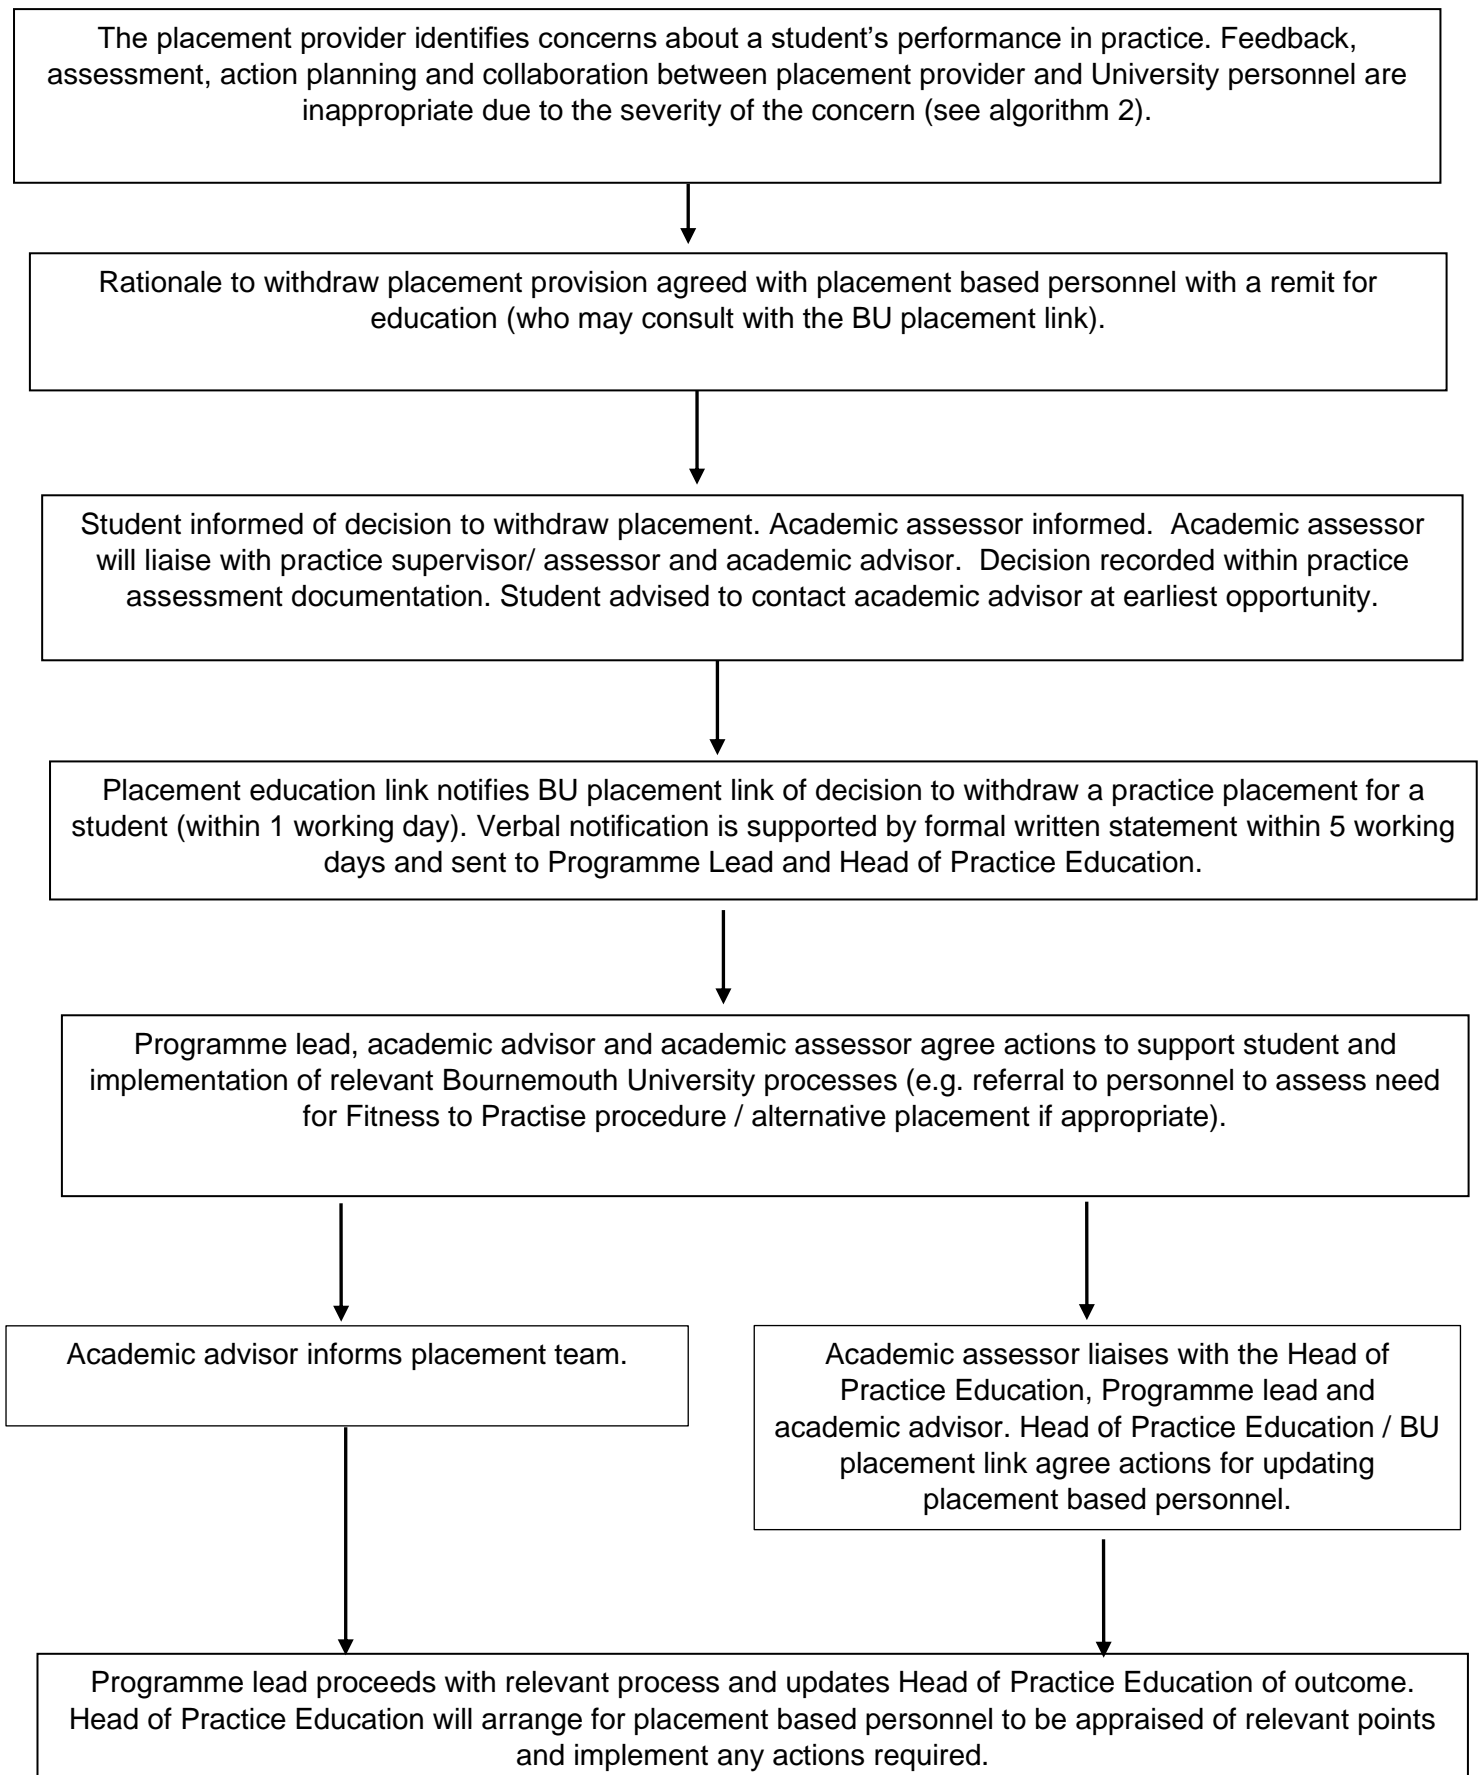 The placement provider identifies concerns about a student’s performance in practice. Feedback,
assessment, action planning and collaboration between placement provider and University personnel are
inappropriate due to the severity of the concern (see algorithm 2).
Rationale to withdraw placement provision agreed with placement based personnel with a remit for
education (who may consult with the BU placement link).
Student informed of decision to withdraw placement. Academic assessor informed.  Academic assessor
will liaise with practice supervisor/ assessor and academic advisor.  Decision recorded within practice
assessment documentation. Student advised to contact academic advisor at earliest opportunity.
Placement education link notifies BU placement link of decision to withdraw a practice placement for a
student (within 1 working day). Verbal notification is supported by formal written statement within 5 working
days and sent to Programme Lead and Head of Practice Education.
Programme lead, academic advisor and academic assessor agree actions to support student and
implementation of relevant Bournemouth University processes (e.g. referral to personnel to assess need
for Fitness to Practise procedure / alternative placement if appropriate).
Academic advisor informs placement team.
Academic assessor liaises with the Head of
Practice Education, Programme lead and
academic advisor. Head of Practice Education / BU
placement link agree actions for updating
placement based personnel.
Programme lead proceeds with relevant process and updates Head of Practice Education of outcome.
Head of Practice Education will arrange for placement based personnel to be appraised of relevant points
and implement any actions required.